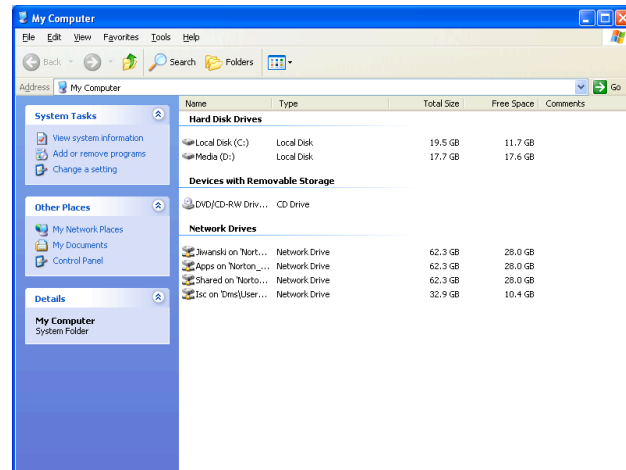 My Computer
File Edit View Favorites Tools Help
Back Search Folders
Address My Computer Go
Name Type Total Size Free Space Comments
System Tasks
View system information
Add or remove programs
Change a setting
Other Places
My Network Places
My Documents
Control Panel
Details
My Computer
System Folder
Hard Disk Drives
Local Disk (C:) Local Disk 19.5 GB 11.7 GB
Media (D:) Local Disk 17.7 GB 17.6 GB
Devices with Removable Storage
DVD/CD-RW Driv... CD Drive
Network Drives
Jiwanski on 'Nort... Network Drive 62.3 GB 28.0 GB
Apps on 'Norton_... Network Drive 62.3 GB 28.0 GB
Shared on 'Norto... Network Drive 62.3 GB 28.0 GB
Isc on 'Dms\User... Network Drive 32.9 GB 10.4 GB